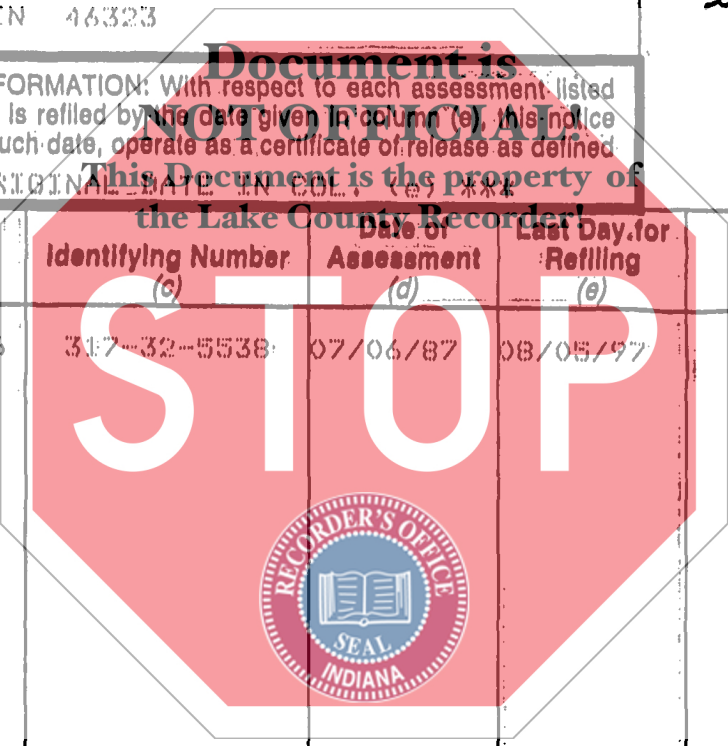 IN 46323
Document is
FORMATION: With respect to each assessment listed
NOT OFFICIAL!
is refiled by the date given in column (e), this notice
such date, operate as a certificate of release as defined
This Document is the property of
ORIGINAL DATE IN COL. (e) ***
the Lake County Recorder!
Identifying Number
(c)
Date of
Assessment
(d)
Last Day for
Refiling
(e)
317-32-5538 07/06/87 08/05/97
STOP
RECORDER'S OFFICE
SEAL
INDIANA